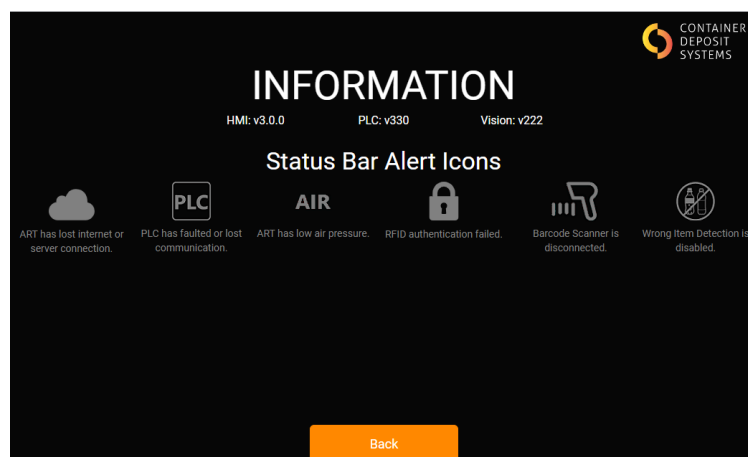 CONTAINER
DEPOSIT
SYSTEMS
INFORMATION
HMI: v3.0.0 PLC: v330 Vision: v222
Status Bar Alert Icons
PLC
AIR
ART has lost internet or
server connection.
PLC has faulted or lost
communication.
ART has low air pressure.
RFID authentication failed.
Barcode Scanner is
disconnected.
Wrong Item Detection is
disabled.
Back